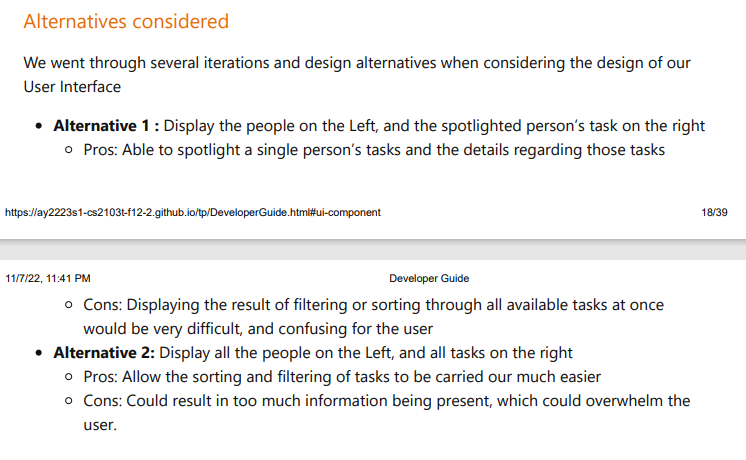 Alternatives considered
We went through several iterations and design alternatives when considering the design of our
User Interface
• Alternative 1 : Display the people on the Left, and the spotlighted person’s task on the right
○ Pros: Able to spotlight a single person’s tasks and the details regarding those tasks
https://ay2223s1-cs2103t-f12-2.github.io/tp/DeveloperGuide.html#ui-component 18/39
11/7/22, 11:41 PM Developer Guide
○ Cons: Displaying the result of filtering or sorting through all available tasks at once
would be very difficult, and confusing for the user
• Alternative 2: Display all the people on the Left, and all tasks on the right
○ Pros: Allow the sorting and filtering of tasks to be carried our much easier
○ Cons: Could result in too much information being present, which could overwhelm the
user.